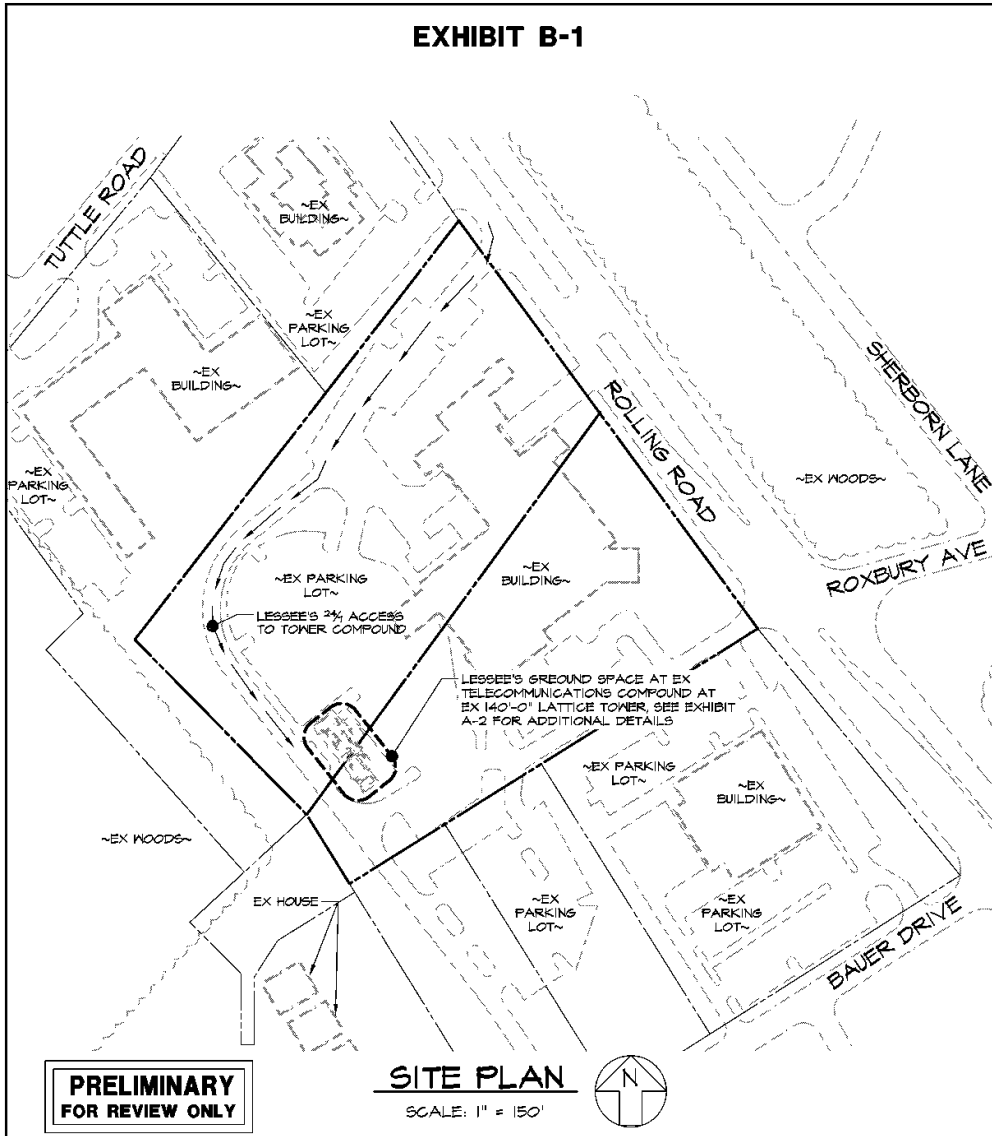 EXHIBIT B-1
TUTTLE ROAD
~EX
BUILDING~
~EX
PARKING
LOT~
~EX
BUILDING~
~EX
PARKING
LOT~
ROLLING ROAD
SHERBORN LANE
~EX WOODS~
ROXBURY AVE
~EX PARKING
LOT~
~EX
BUILDING~
LESSEE'S 24/7 ACCESS
TO TOWER COMPOUND
LESSEE'S GREOUND SPACE AT EX
TELECOMMUNICATIONS COMPOUND AT
EX 140'-0" LATTICE TOWER, SEE EXHIBIT
A-2 FOR ADDITIONAL DETAILS
~EX PARKING
LOT~
~EX
BUILDING~
~EX WOODS~
EX HOUSE
~EX
PARKING
LOT~
~EX
PARKING
LOT~
BAUER DRIVE
PRELIMINARY
FOR REVIEW ONLY
SITE PLAN
SCALE: 1" = 150'
N